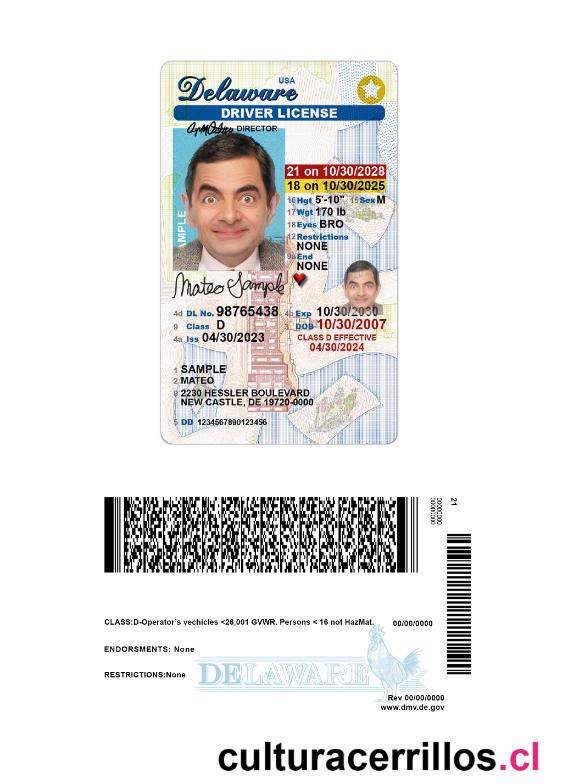 Delaware
USA
DRIVER LICENSE
DIRECTOR
21 on 10/30/2028
18 on 10/30/2025
16 Hgt 5'-10" 15 Sex M
17 Wgt 170 lb
18 Eyes BRO
12 Restrictions
NONE
9a End
NONE
Mateo Sample
4d DL No. 98765438 4b Exp 10/30/2030
9 Class D 3 DOB 10/30/2007
4a Iss 04/30/2023 CLASS D EFFECTIVE
04/30/2024
1 SAMPLE
2 MATEO
8 2230 HESSLER BOULEVARD
NEW CASTLE, DE 19720-0000
5 DD 1234567890123456
21
00000000
00000000
CLASS:D-Operator's vechicles <26,001 GVWR. Persons < 16 not HazMat. 00/00/0000
ENDORSMENTS: None
RESTRICTIONS:None
DELAWARE
Rev 00/00/0000
www.dmv.de.gov
culturacerrillos.cl